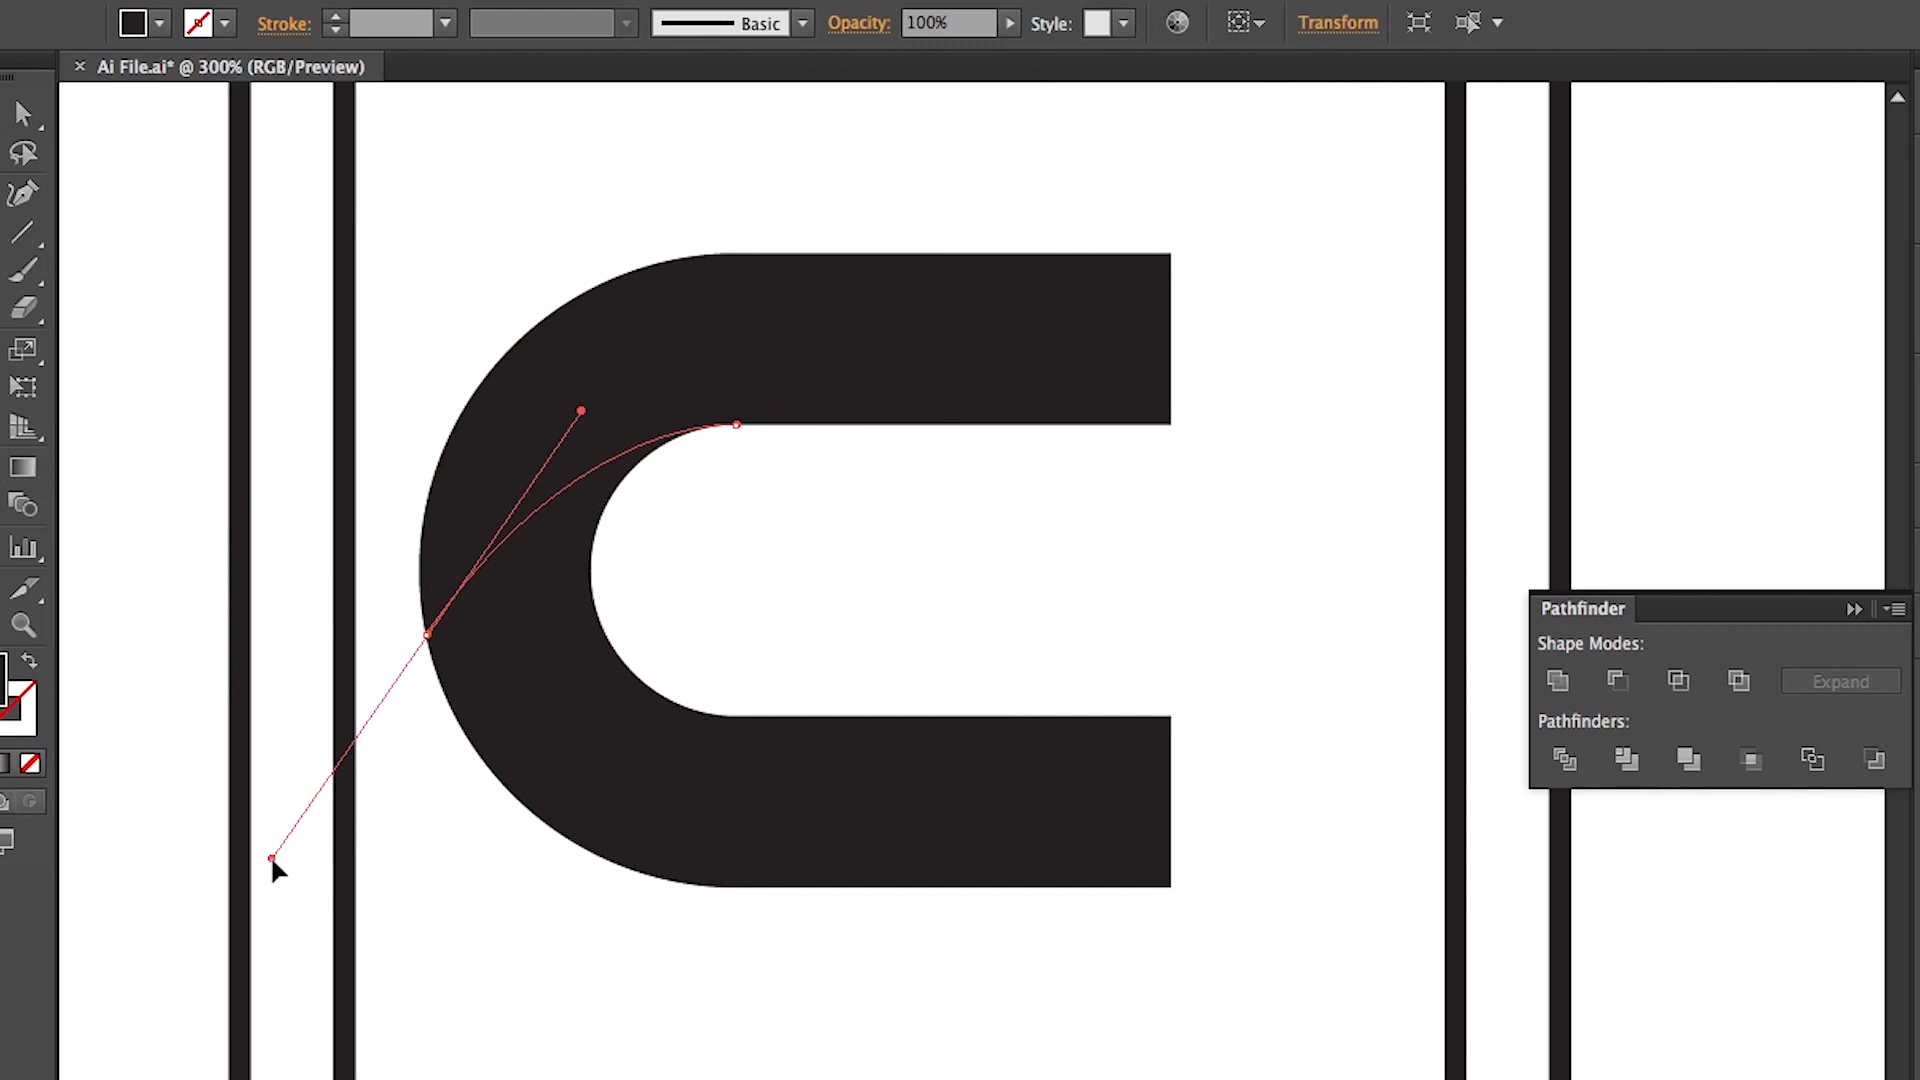 Stroke: Basic Opacity: 100% Style: Transform
× Ai File.ai* @ 300% (RGB/Preview)
Pathfinder
Shape Modes:
Expand
Pathfinders: